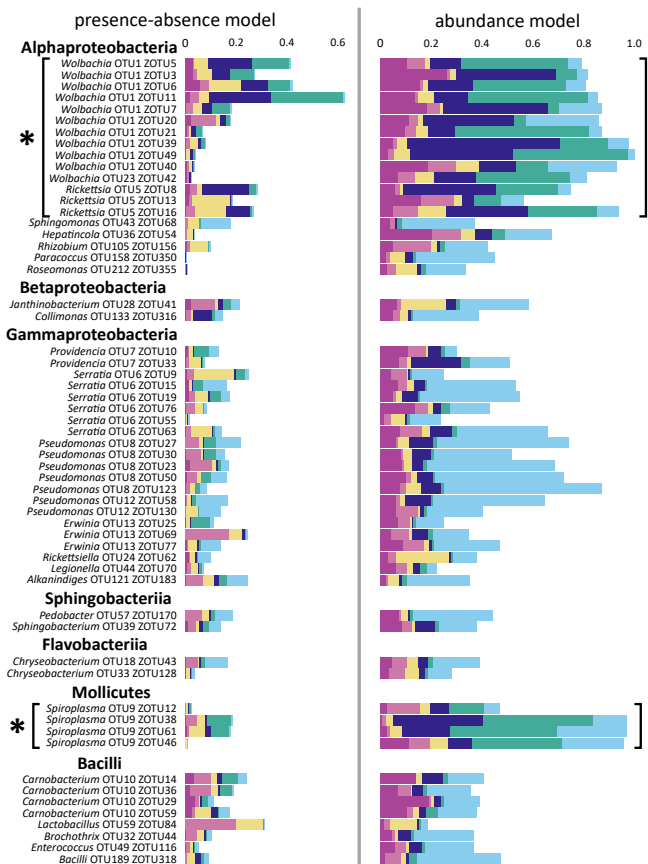 presence-absence model
abundance model
0 0.2 0.4 0.6
0 0.2 0.4 0.6 0.8 1.0
Alphaproteobacteria
Wolbachia OTU1 ZOTU5
Wolbachia OTU1 ZOTU3
Wolbachia OTU1 ZOTU6
Wolbachia OTU1 ZOTU11
Wolbachia OTU1 ZOTU7
Wolbachia OTU1 ZOTU20
Wolbachia OTU1 ZOTU21
Wolbachia OTU1 ZOTU39
Wolbachia OTU1 ZOTU49
Wolbachia OTU1 ZOTU40
Wolbachia OTU23 ZOTU42
Rickettsia OTU5 ZOTU8
Rickettsia OTU5 ZOTU13
Rickettsia OTU5 ZOTU16
*
Sphingomonas OTU43 ZOTU68
Hepatincola OTU36 ZOTU54
Rhizobium OTU105 ZOTU156
Paracoccus OTU158 ZOTU350
Roseomonas OTU212 ZOTU355
Betaproteobacteria
Janthinobacterium OTU28 ZOTU41
Collimonas OTU133 ZOTU316
Gammaproteobacteria
Providencia OTU7 ZOTU10
Providencia OTU7 ZOTU33
Serratia OTU6 ZOTU9
Serratia OTU6 ZOTU15
Serratia OTU6 ZOTU19
Serratia OTU6 ZOTU76
Serratia OTU6 ZOTU55
Serratia OTU6 ZOTU63
Pseudomonas OTU8 ZOTU27
Pseudomonas OTU8 ZOTU30
Pseudomonas OTU8 ZOTU23
Pseudomonas OTU8 ZOTU50
Pseudomonas OTU8 ZOTU123
Pseudomonas OTU12 ZOTU58
Pseudomonas OTU12 ZOTU130
Erwinia OTU13 ZOTU25
Erwinia OTU13 ZOTU69
Erwinia OTU13 ZOTU77
Rickettsiella OTU24 ZOTU62
Legionella OTU44 ZOTU70
Alkanindiges OTU121 ZOTU183
Sphingobacteriia
Pedobacter OTU57 ZOTU170
Sphingobacterium OTU39 ZOTU72
Flavobacteriia
Chryseobacterium OTU18 ZOTU43
Chryseobacterium OTU33 ZOTU128
Mollicutes
Spiroplasma OTU9 ZOTU12
Spiroplasma OTU9 ZOTU38
Spiroplasma OTU9 ZOTU61
Spiroplasma OTU9 ZOTU46
*
Bacilli
Carnobacterium OTU10 ZOTU14
Carnobacterium OTU10 ZOTU36
Carnobacterium OTU10 ZOTU29
Carnobacterium OTU10 ZOTU59
Lactobacillus OTU59 ZOTU84
Brochothrix OTU32 ZOTU44
Enterococcus OTU49 ZOTU116
Bacilli OTU189 ZOTU318